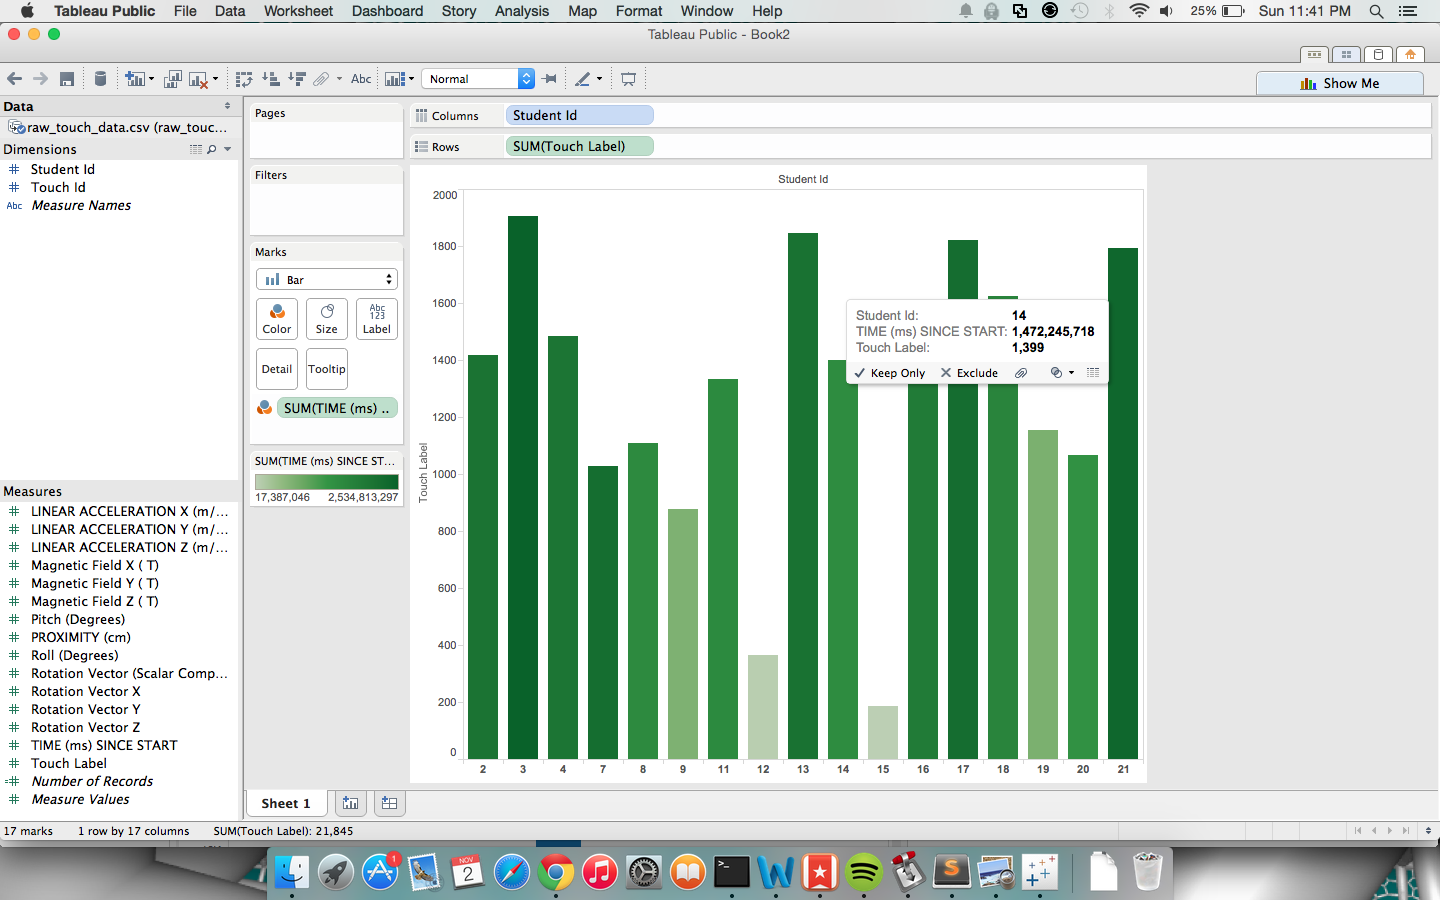 Tableau Public File Data Worksheet Dashboard Story Analysis Map Format Window Help 25% Sun 11:41 PM
Tableau Public - Book2
Abc Normal Show Me
Data
raw_touch_data.csv (raw_touc...
Dimensions
Student Id
Touch Id
Abc Measure Names
Measures
LINEAR ACCELERATION X (m/...
LINEAR ACCELERATION Y (m/...
LINEAR ACCELERATION Z (m/...
Magnetic Field X ( T)
Magnetic Field Y ( T)
Magnetic Field Z ( T)
Pitch (Degrees)
PROXIMITY (cm)
Roll (Degrees)
Rotation Vector (Scalar Comp...
Rotation Vector X
Rotation Vector Y
Rotation Vector Z
TIME (ms) SINCE START
Touch Label
Number of Records
Measure Values
Pages
Filters
Marks
Bar
Color Size Abc 123 Label
Detail Tooltip
SUM(TIME (ms) ..
SUM(TIME (ms) SINCE ST...
17,387,046 2,534,813,297
Columns Student Id
Rows SUM(Touch Label)
Student Id
2000
1800
1600
1400
1200
1000
800
600
400
200
0
Touch Label
2 3 4 7 8 9 11 12 13 14 15 16 17 18 19 20 21
Student Id: 14
TIME (ms) SINCE START: 1,472,245,718
Touch Label: 1,399
Keep Only Exclude
Sheet 1
17 marks 1 row by 17 columns SUM(Touch Label): 21,845
1
NOV
2